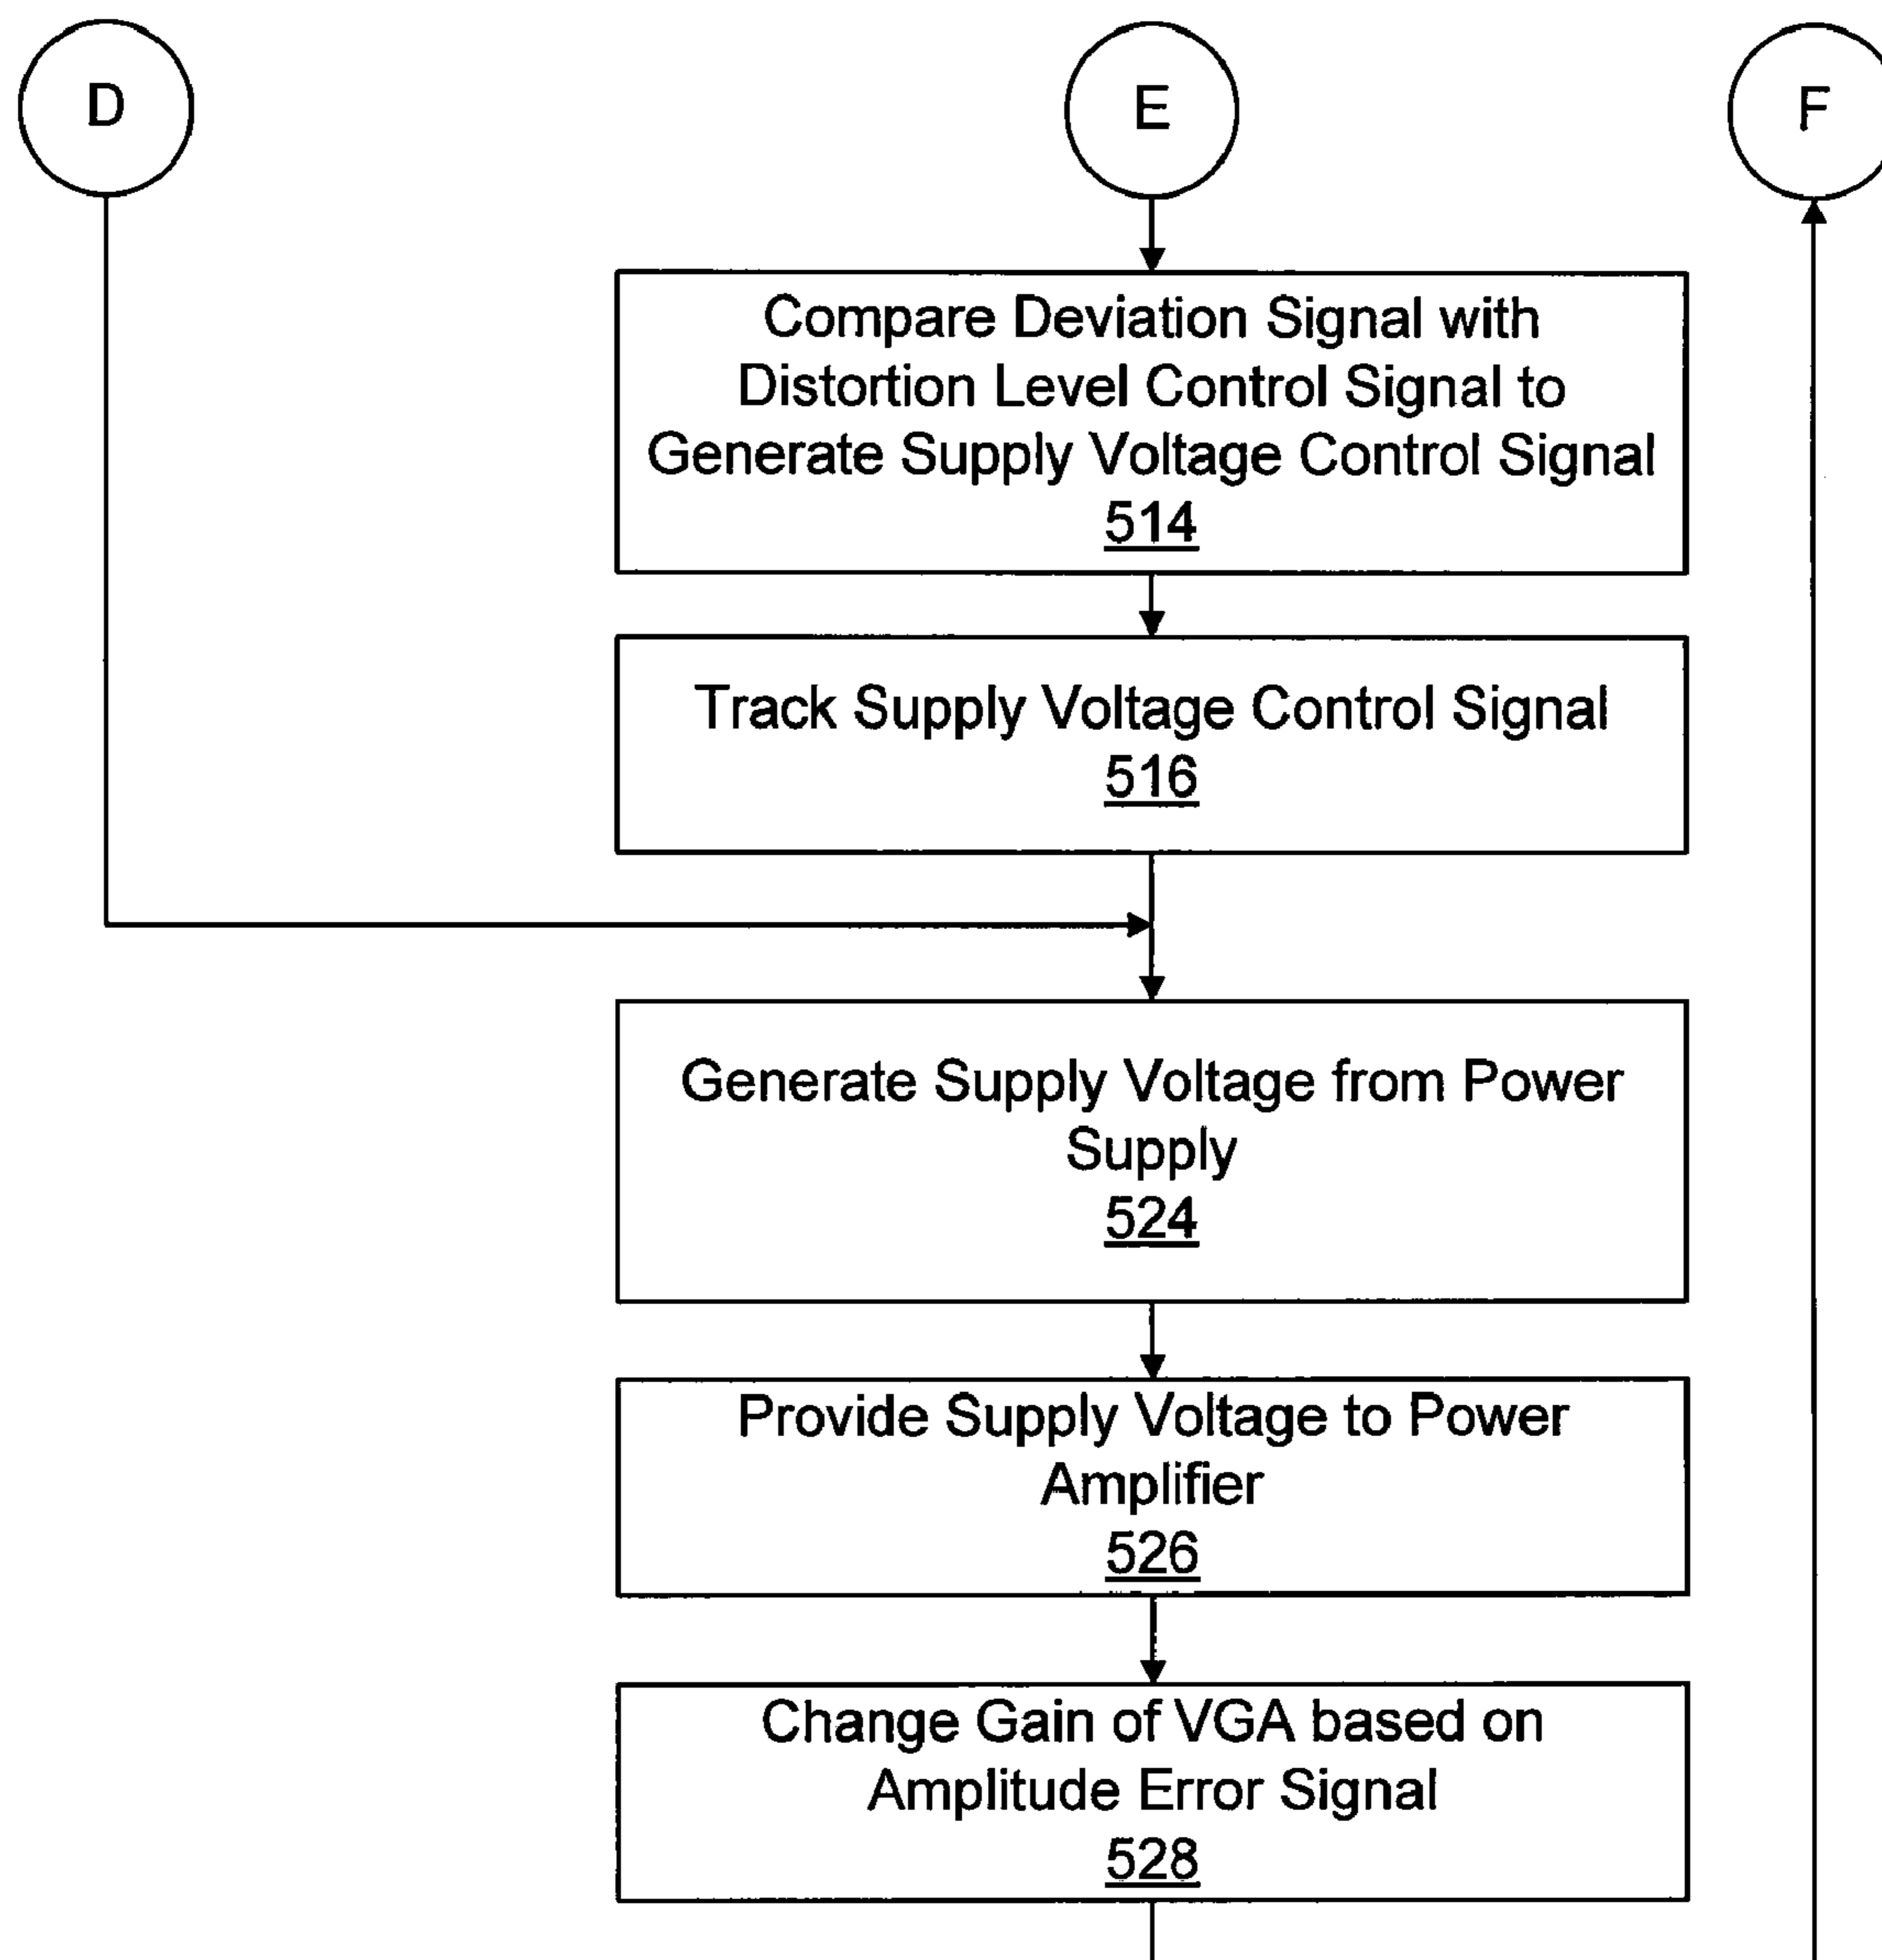 D
E
F
Compare Deviation Signal with
Distortion Level Control Signal to
Generate Supply Voltage Control Signal
514
Track Supply Voltage Control Signal
516
Generate Supply Voltage from Power
Supply
524
Provide Supply Voltage to Power
Amplifier
526
Change Gain of VGA based on
Amplitude Error Signal
528